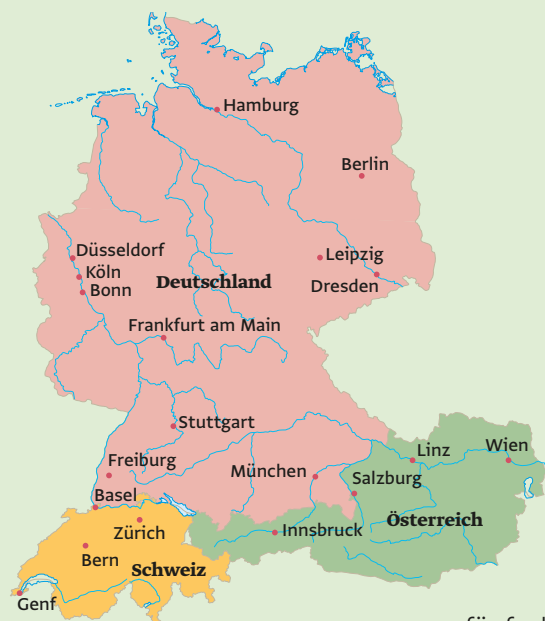 Hamburg
Berlin
Düsseldorf
Leipzig
Köln
Deutschland
Dresden
Bonn
Frankfurt am Main
Stuttgart
Linz
Wien
Freiburg
München
Salzburg
Basel
Österreich
Zürich
Innsbruck
Bern
Schweiz
Genf